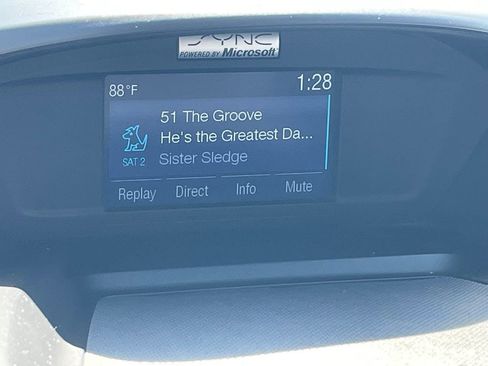 SYNC
POWERED BY Microsoft
88°F 1:28
51 The Groove
He's the Greatest Da...
SAT 2 Sister Sledge
Replay Direct Info Mute